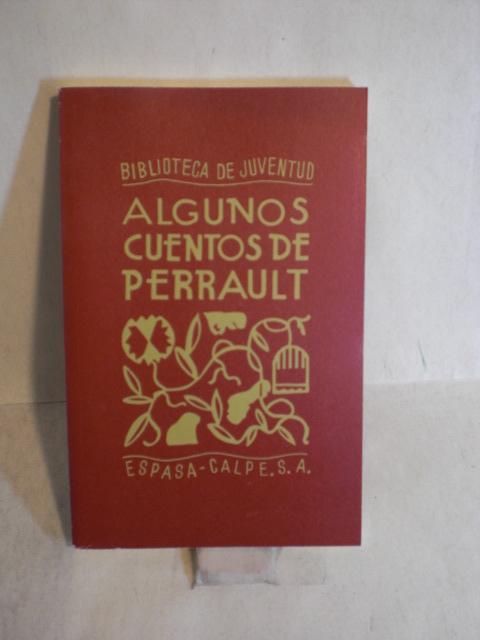 BIBLIOTECA DE JUVENTUD
ALGUNOS
CUENTOS DE
PERRAULT
ESPASA-CALPE.S.A.